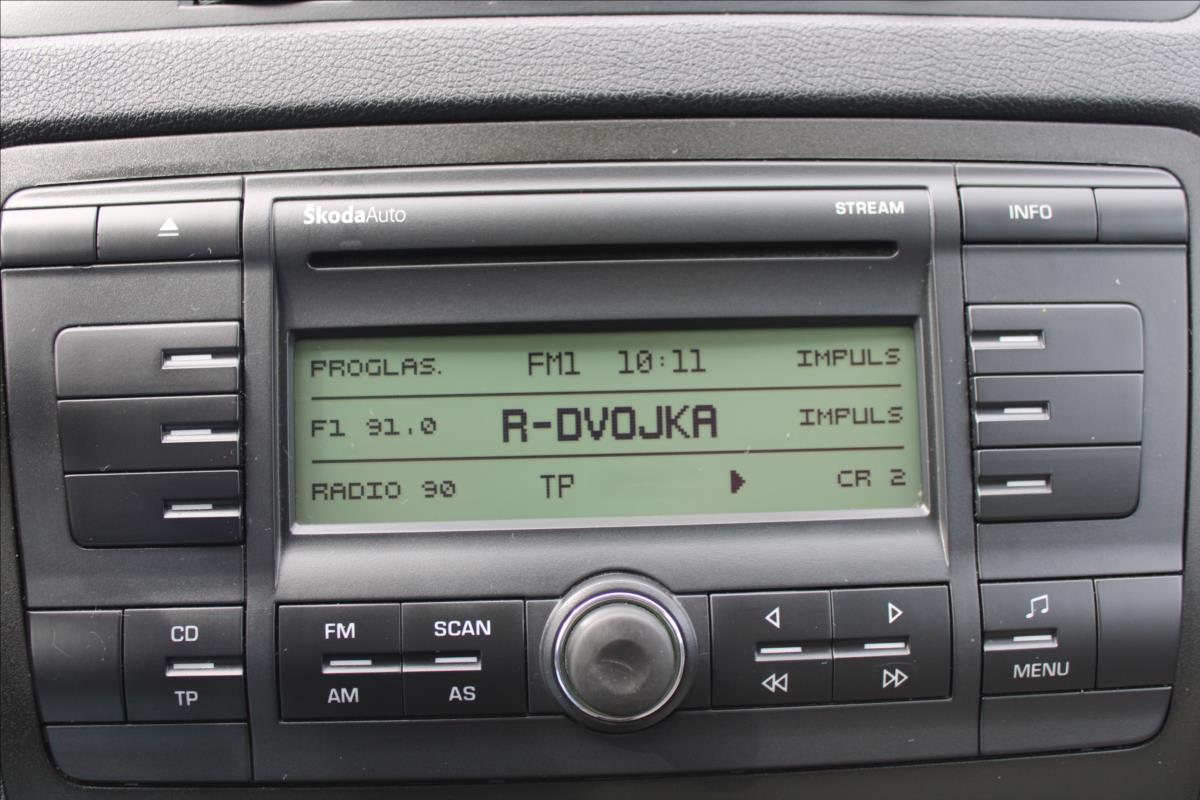 ŠkodaAuto STREAM INFO
PROGLAS. FM1 10:11 IMPULS
F1 91.0 R-DVOJKA IMPULS
RADIO 90 TP CR 2
CD FM SCAN
TP AM AS MENU